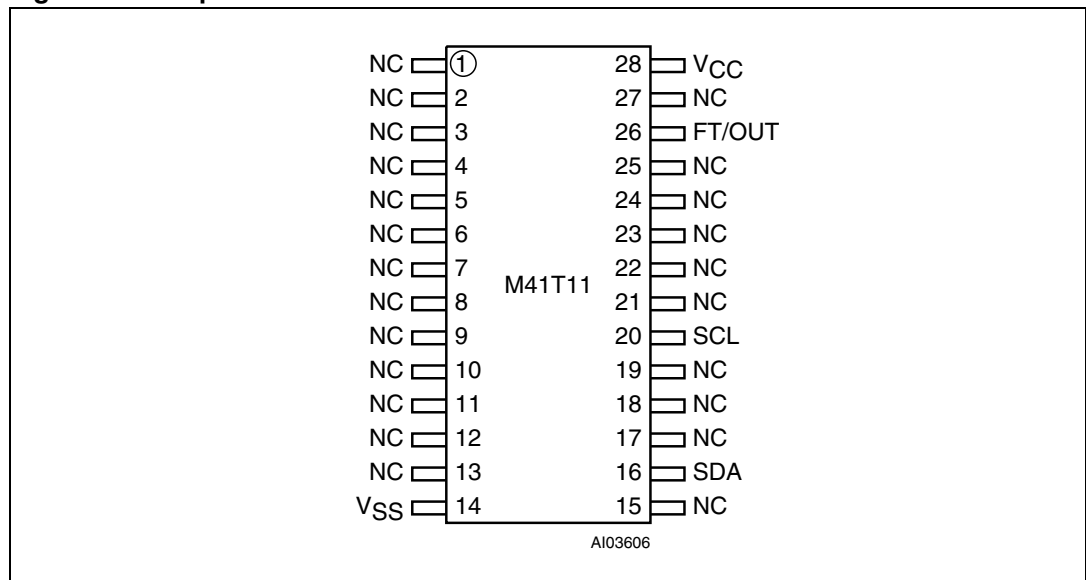 NC 1 28 VCC
NC 2 27 NC
NC 3 26 FT/OUT
NC 4 25 NC
NC 5 24 NC
NC 6 23 NC
NC 7 22 NC
M41T11
NC 8 21 NC
NC 9 20 SCL
NC 10 19 NC
NC 11 18 NC
NC 12 17 NC
NC 13 16 SDA
VSS 14 15 NC
AI03606